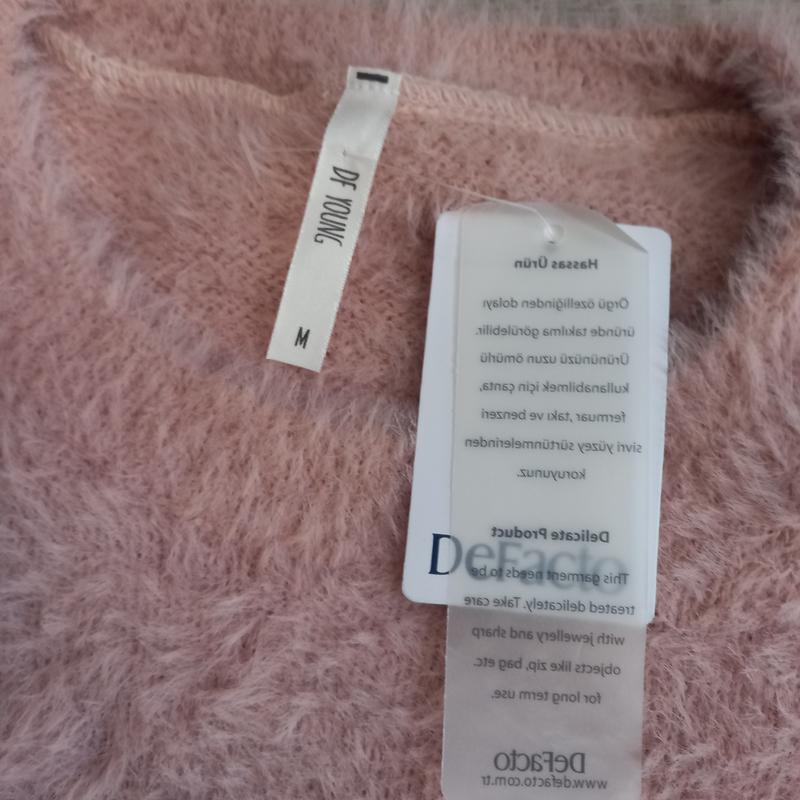 DF YOUNG
M
Hassas Ürün
Örgü özelliğinden dolayı
üründe takılma görülebilir.
Ürününüzü uzun ömürlü
kullanabilmek için çanta,
fermuar, takı ve benzeri
sivri yüzey sürtünmelerinden
koruyunuz.
Delicate Product
DeFacto
This garment needs to be
treated delicately. Take care
with jewellery and sharp
objects like zip, bag etc.
for long term use.
DeFacto
www.defacto.com.tr